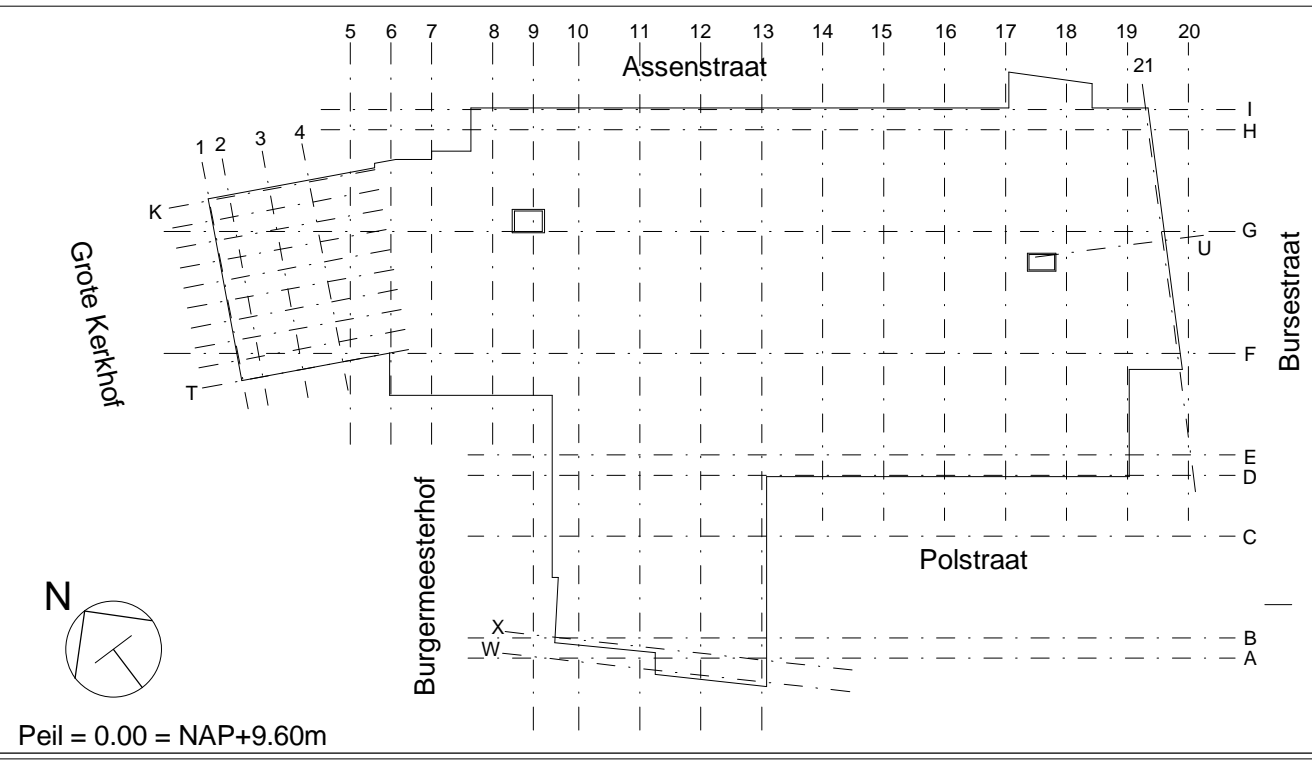 5 6 7 8 9 10 11 12 13 14 15 16 17 18 19 20
Assenstraat
21
I
H
1 2 3 4
K
G
U
Grote Kerkhof
Bursestraat
F
T
E
D
Burgermeesterhof
C
Polstraat
N
X
B
W
A
Peil = 0.00 = NAP+9.60m